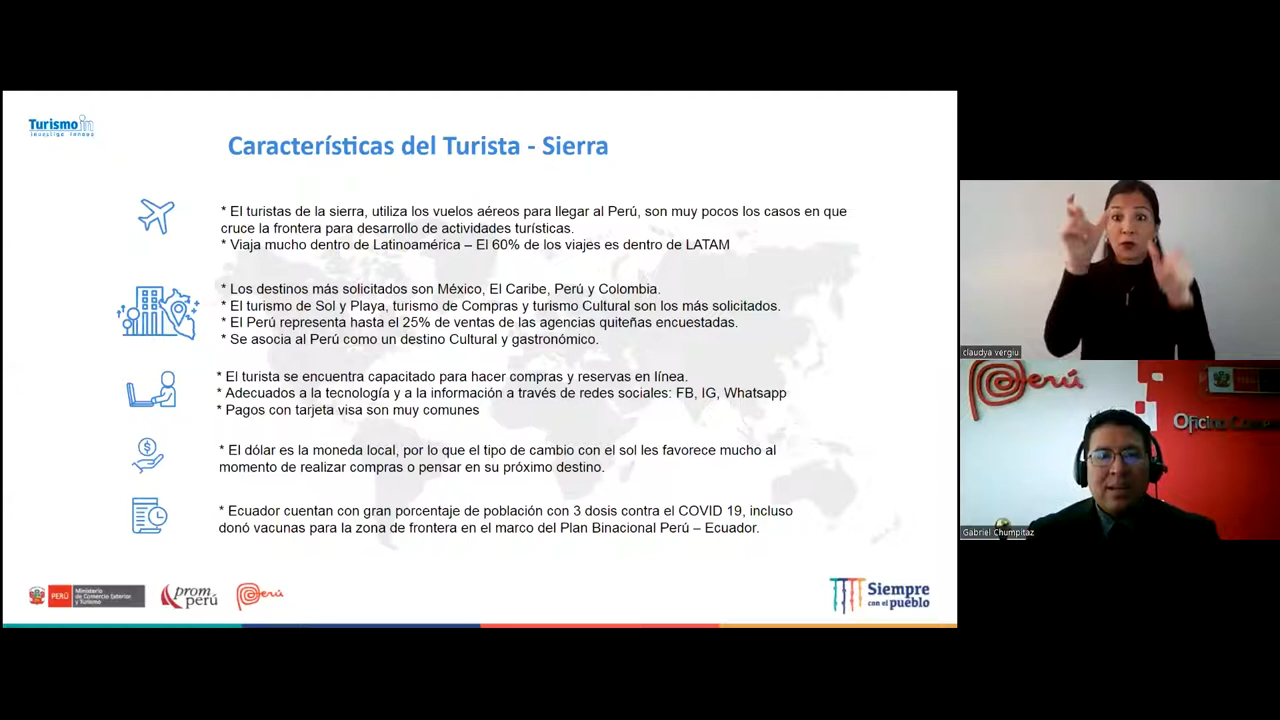 Turismo in
investiga innova
Características del Turista - Sierra
* El turistas de la sierra, utiliza los vuelos aéreos para llegar al Perú, son muy pocos los casos en que
cruce la frontera para desarrollo de actividades turísticas.
* Viaja mucho dentro de Latinoamérica – El 60% de los viajes es dentro de LATAM
* Los destinos más solicitados son México, El Caribe, Perú y Colombia.
* El turismo de Sol y Playa, turismo de Compras y turismo Cultural son los más solicitados.
* El Perú representa hasta el 25% de ventas de las agencias quiteñas encuestadas.
* Se asocia al Perú como un destino Cultural y gastronómico.
* El turista se encuentra capacitado para hacer compras y reservas en línea.
* Adecuados a la tecnología y a la información a través de redes sociales: FB, IG, Whatsapp
* Pagos con tarjeta visa son muy comunes
* El dólar es la moneda local, por lo que el tipo de cambio con el sol les favorece mucho al
momento de realizar compras o pensar en su próximo destino.
* Ecuador cuentan con gran porcentaje de población con 3 dosis contra el COVID 19, incluso
donó vacunas para la zona de frontera en el marco del Plan Binacional Perú – Ecuador.
PERÚ
Ministerio
de Comercio Exterior
y Turismo
prom
perú
Perú
Siempre
con el pueblo
claudya vergiu
Perú
Oficina
Gabriel Chumpitaz